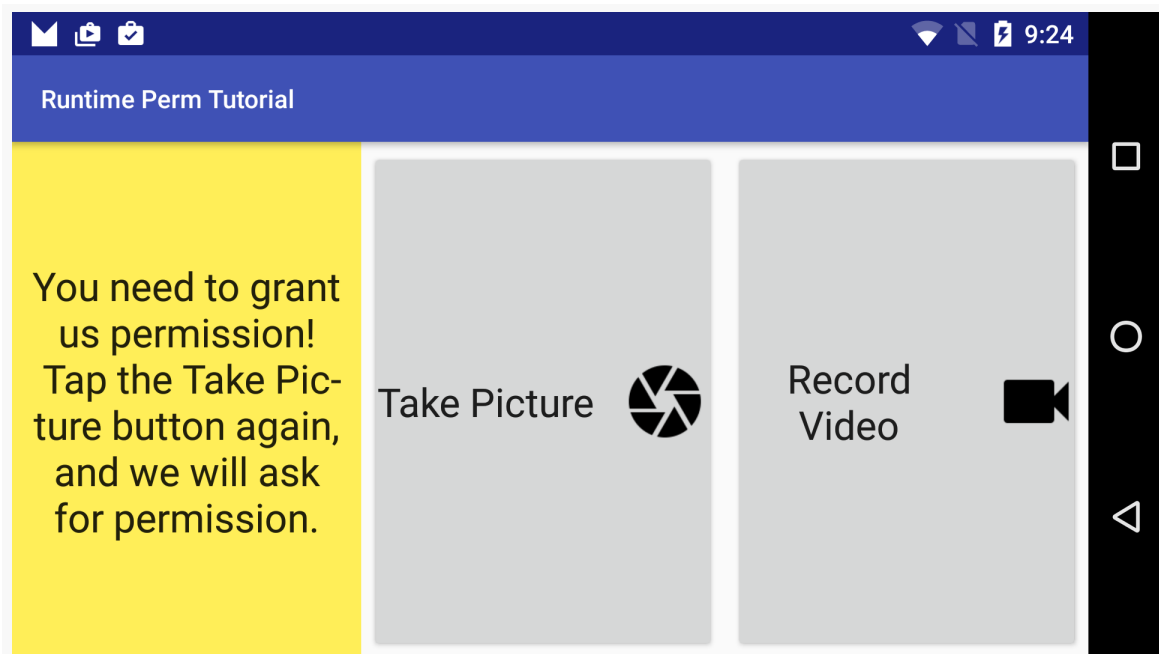 9:24
Runtime Perm Tutorial
You need to grant
us permission!
Tap the Take Pic-
ture button again,
and we will ask
for permission.
Take Picture
Record
Video